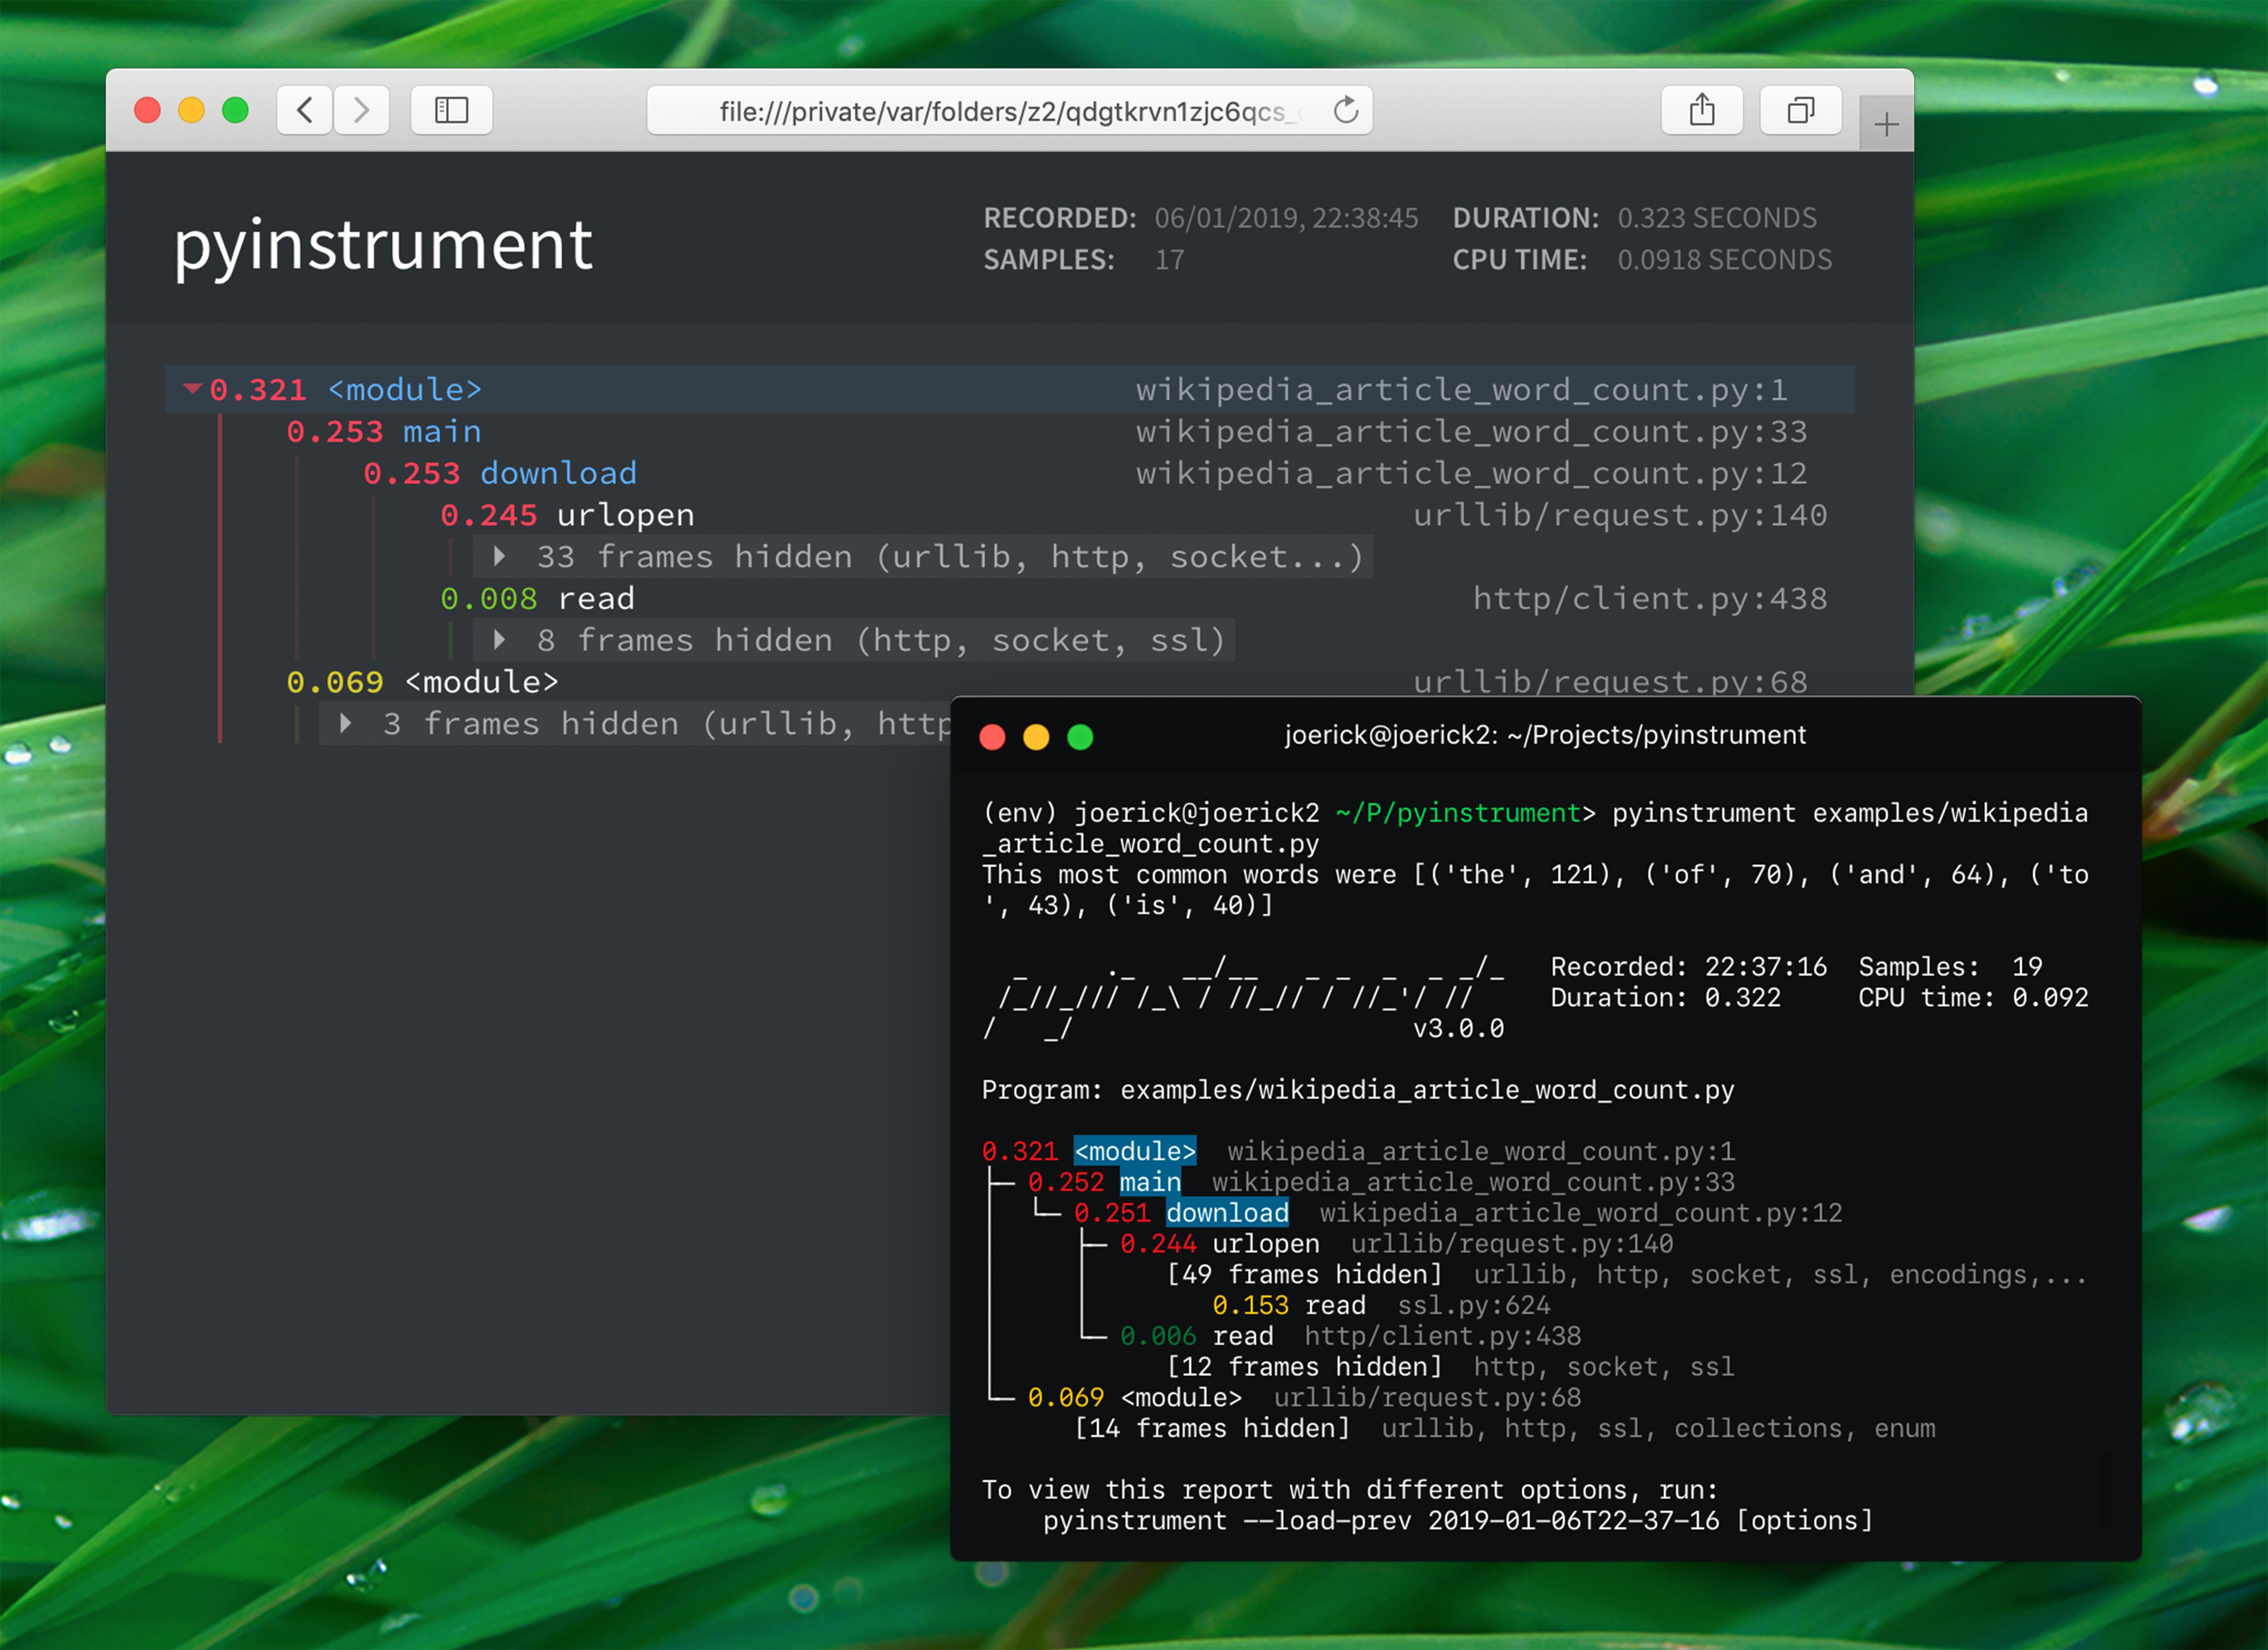 file:///private/var/folders/z2/qdgtkrvn1zjc6qcs_
pyinstrument
RECORDED: 06/01/2019, 22:38:45 DURATION: 0.323 SECONDS
SAMPLES: 17 CPU TIME: 0.0918 SECONDS
0.321 <module> wikipedia_article_word_count.py:1
0.253 main wikipedia_article_word_count.py:33
0.253 download wikipedia_article_word_count.py:12
0.245 urlopen urllib/request.py:140
33 frames hidden (urllib, http, socket...)
0.008 read http/client.py:438
8 frames hidden (http, socket, ssl)
0.069 <module> urllib/request.py:68
3 frames hidden (urllib, http
joerick@joerick2: ~/Projects/pyinstrument
(env) joerick@joerick2 ~/P/pyinstrument> pyinstrument examples/wikipedia
_article_word_count.py
This most common words were [('the', 121), ('of', 70), ('and', 64), ('to
', 43), ('is', 40)]
  _     ._   __/__   _ _  _  _ _/_   Recorded: 22:37:16  Samples:  19
 /_//_/// /_\ / //_// / //_'/ //     Duration: 0.322     CPU time: 0.092
/   _/                      v3.0.0
Program: examples/wikipedia_article_word_count.py
0.321 <module>  wikipedia_article_word_count.py:1
├─ 0.252 main  wikipedia_article_word_count.py:33
│  └─ 0.251 download  wikipedia_article_word_count.py:12
│     ├─ 0.244 urlopen  urllib/request.py:140
│     │     [49 frames hidden]  urllib, http, socket, ssl, encodings,...
│     │        0.153 read  ssl.py:624
│     └─ 0.006 read  http/client.py:438
│           [12 frames hidden]  http, socket, ssl
└─ 0.069 <module>  urllib/request.py:68
      [14 frames hidden]  urllib, http, ssl, collections, enum
To view this report with different options, run:
    pyinstrument --load-prev 2019-01-06T22-37-16 [options]